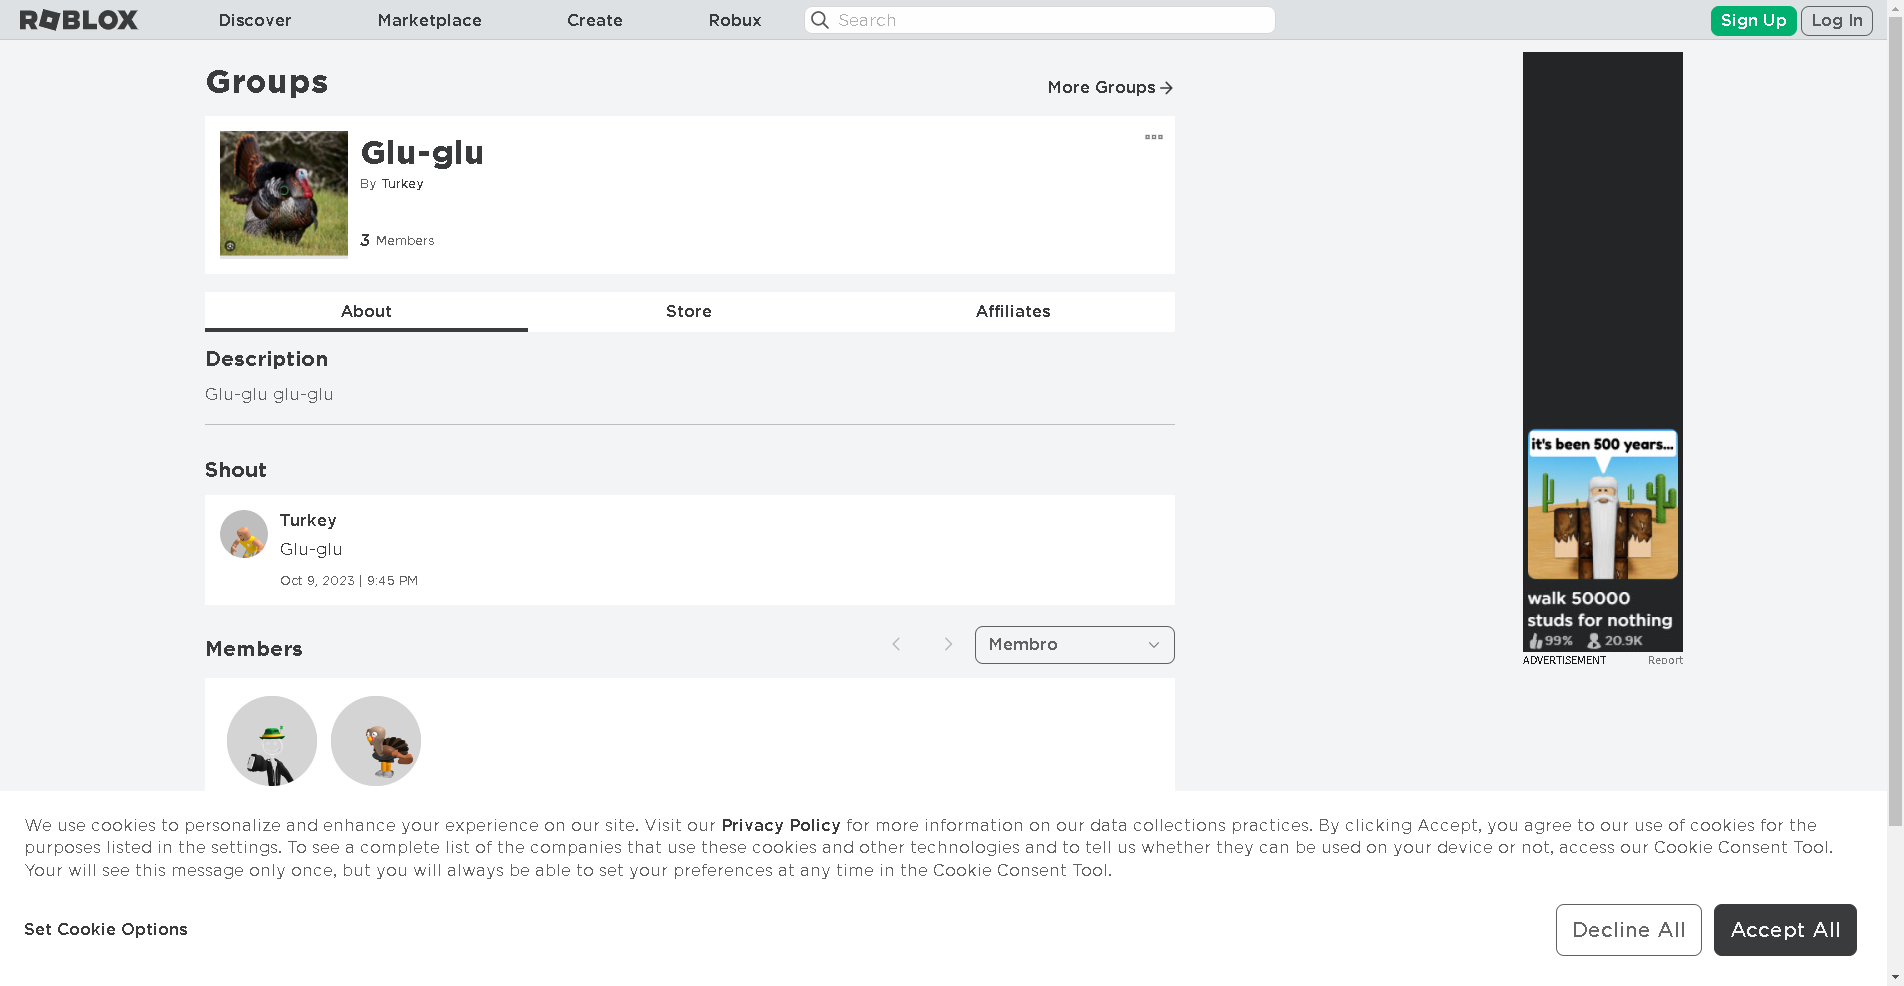 ROBLOX Discover Marketplace Create Robux Search Sign Up Log In
Groups
More Groups
Glu-glu
By Turkey
3 Members
About Store Affiliates
Description
Glu-glu glu-glu
Shout
Turkey
Glu-glu
Oct 9, 2023 | 9:45 PM
Members
Membro
it's been 500 years...
walk 50000
studs for nothing
99% 20.9K
ADVERTISEMENT Report
We use cookies to personalize and enhance your experience on our site. Visit our Privacy Policy for more information on our data collections practices. By clicking Accept, you agree to our use of cookies for the
purposes listed in the settings. To see a complete list of the companies that use these cookies and other technologies and to tell us whether they can be used on your device or not, access our Cookie Consent Tool.
Your will see this message only once, but you will always be able to set your preferences at any time in the Cookie Consent Tool.
Set Cookie Options
Decline All
Accept All